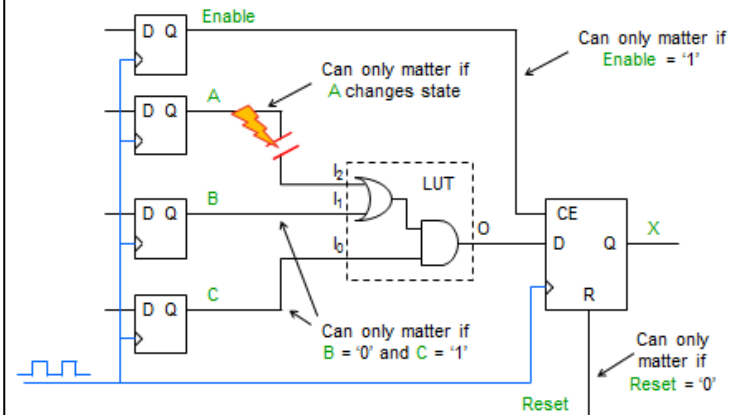 Enable
D Q
Can only matter if
Enable = '1'
Can only matter if
A changes state
A
D Q
I2
LUT
I1
B
D Q
CE
O
D Q
X
I0
R
C
D Q
Can only matter if
B = '0' and C = '1'
Can only
matter if
Reset = '0'
Reset